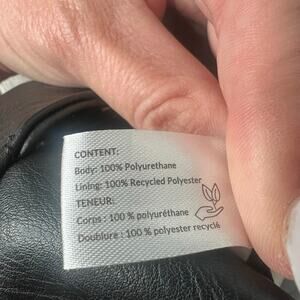 CONTENT:
Body: 100% Polyurethane
Lining: 100% Recycled Polyester
TENEUR:
Corps : 100 % polyuréthane
Doublure : 100 % polyester recyclé